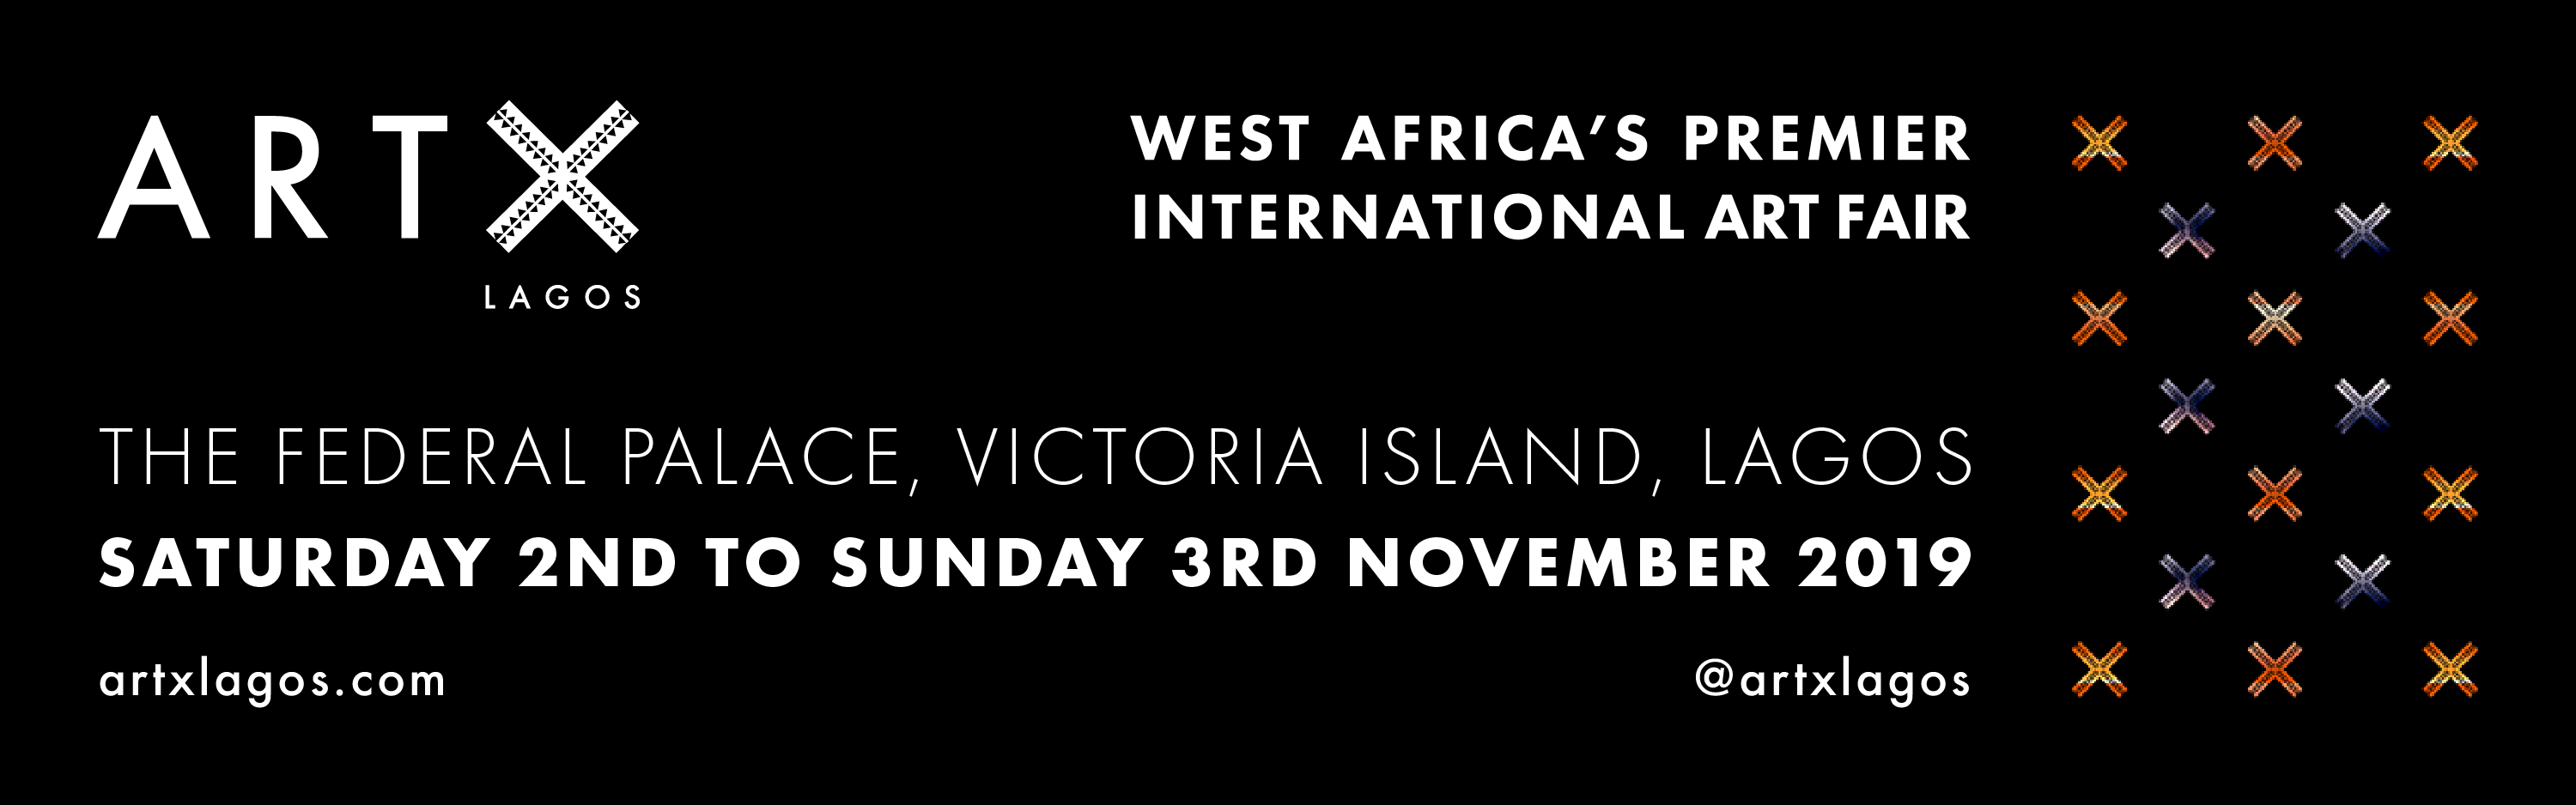 ARTX
LAGOS
WEST AFRICA’S PREMIER
INTERNATIONAL ART FAIR
THE FEDERAL PALACE, VICTORIA ISLAND, LAGOS
SATURDAY 2ND TO SUNDAY 3RD NOVEMBER 2019
artxlagos.com
@artxlagos